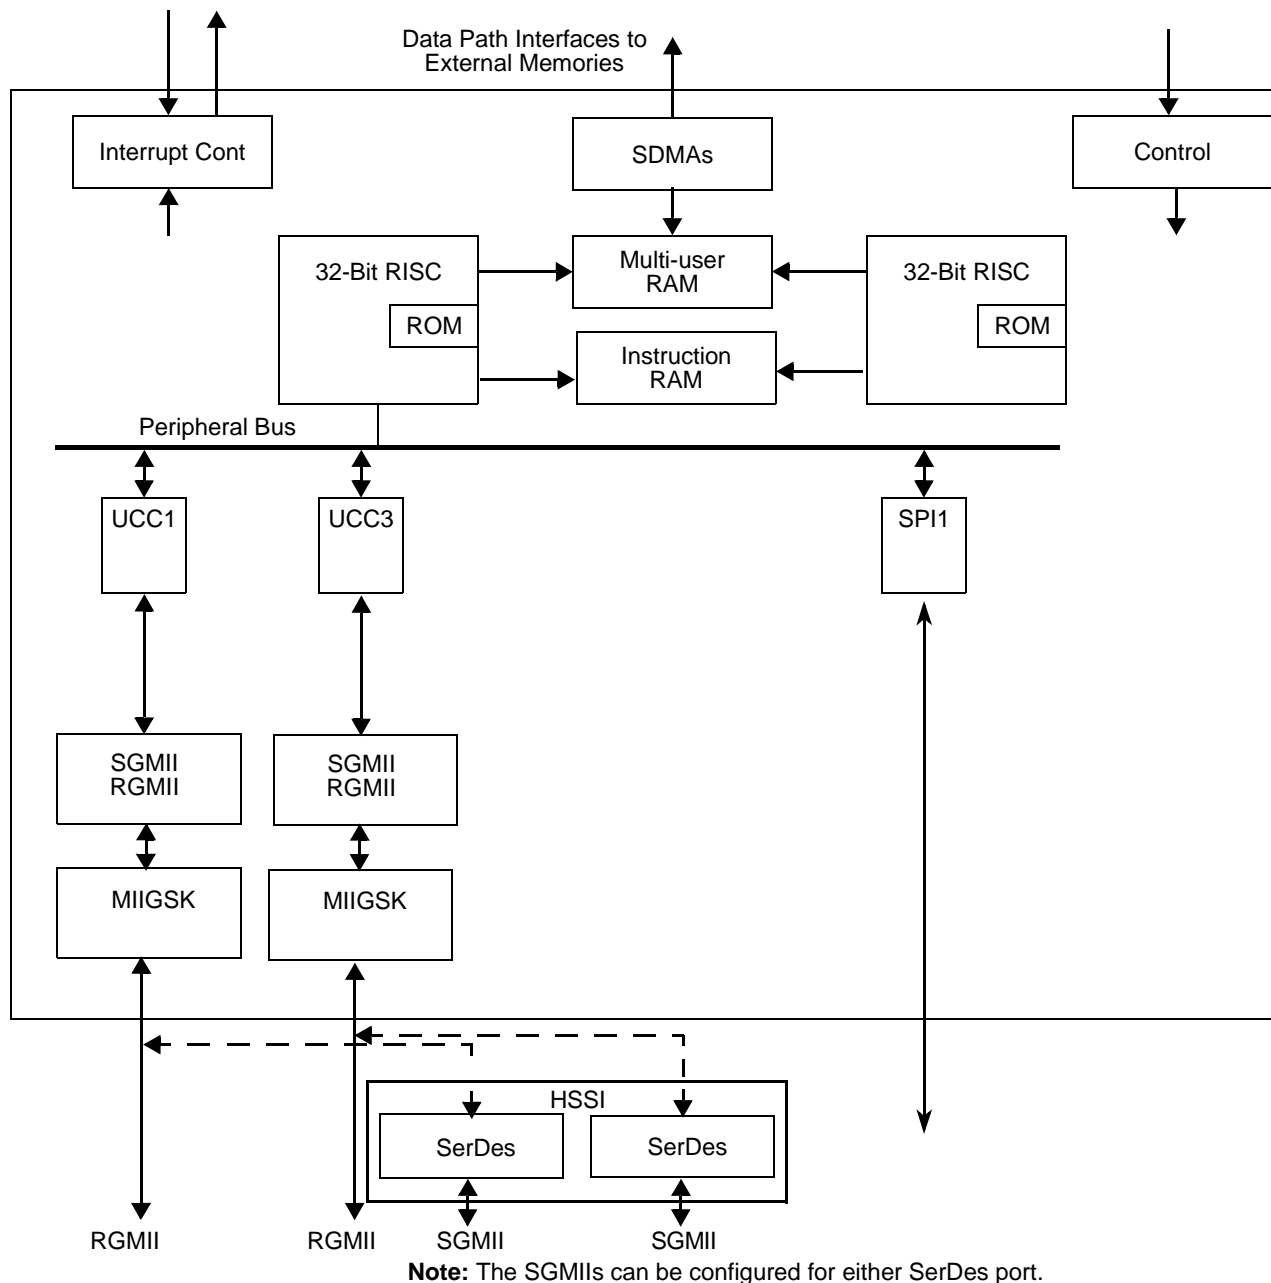 Data Path Interfaces to
External Memories
Interrupt Cont
SDMAs
Control
32-Bit RISC
ROM
Multi-user
RAM
32-Bit RISC
ROM
Instruction
RAM
Peripheral Bus
UCC1
UCC3
SPI1
SGMII
RGMII
SGMII
RGMII
MIIGSK
MIIGSK
HSSI
SerDes
SerDes
RGMII
RGMII
SGMII
SGMII
Note: The SGMIIs can be configured for either SerDes port.